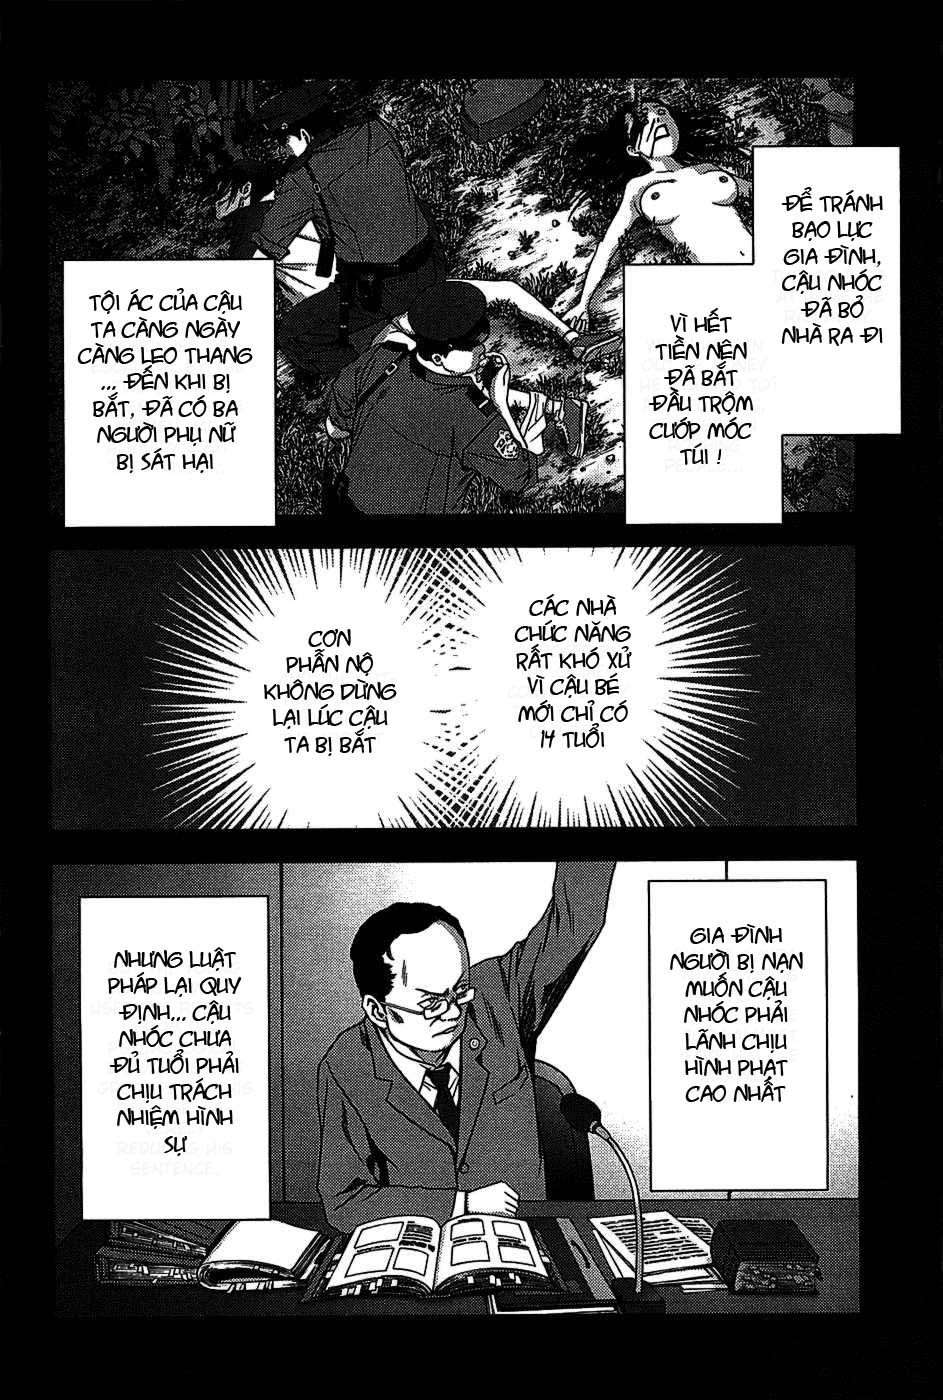 ĐỂ TRÁNH
BẠO LỰC
GIA ĐÌNH,
CẬU NHÓC
ĐÃ BỎ
NHÀ RA ĐI
VÌ HẾT
TIỀN NÊN
ĐÃ BẮT
ĐẦU TRỘM
CƯỚP MÓC
TÚI !
TỘI ÁC CỦA CẬU
TA CÀNG NGÀY
CÀNG LEO THANG
... ĐẾN KHI BỊ
BẮT, ĐÃ CÓ BA
NGƯỜI PHỤ NỮ
BỊ SÁT HẠI
CÁC NHÀ
CHỨC NĂNG
RẤT KHÓ XỬ
VÌ CẬU BÉ
MỚI CHỈ CÓ
14 TUỔI
CƠN
PHẪN NỘ
KHÔNG DỪNG
LẠI LÚC CẬU
TA BỊ BẮT
GIA ĐÌNH
NGƯỜI BỊ NẠN
MUỐN CẬU
NHÓC PHẢI
LÃNH CHỊU
HÌNH PHẠT
CAO NHẤT
NHƯNG LUẬT
PHÁP LẠI QUY
ĐỊNH... CẬU
NHÓC CHƯA
ĐỦ TUỔI PHẢI
CHỊU TRÁCH
NHIỆM HÌNH
SỰ